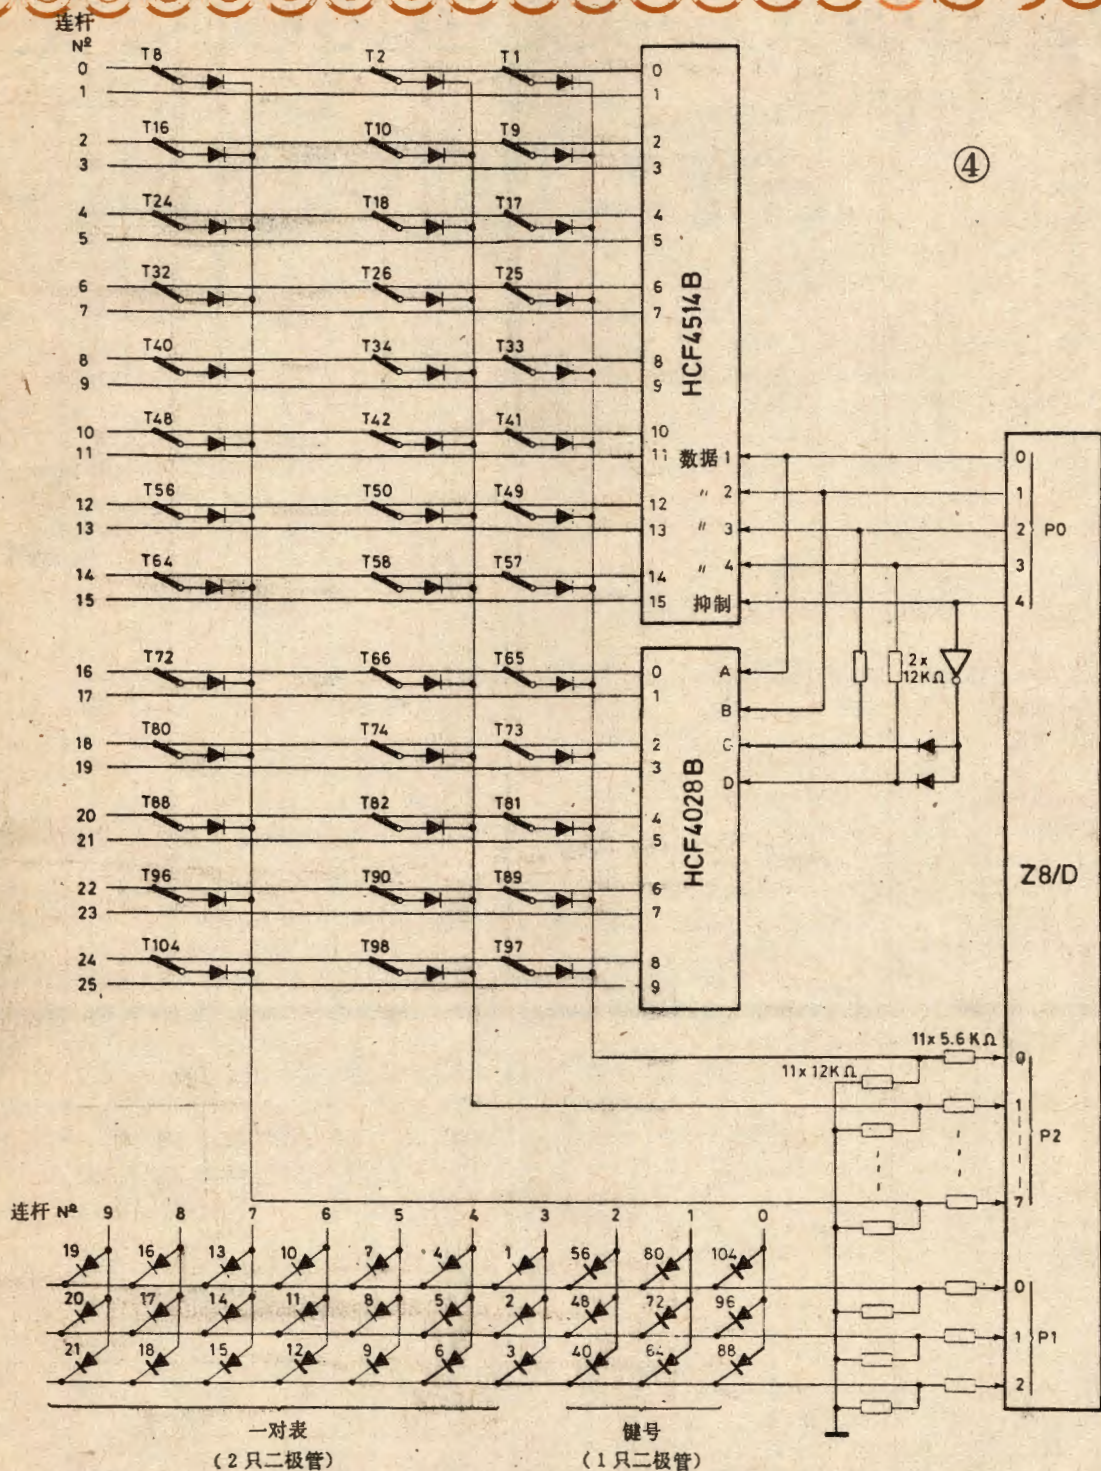 连杆
Nº
0 T8 T2 T1 0
1 1
2 T16 T10 T9 2
3 3
④
4 T24 T18 T17 4
5 5
6 T32 T26 T25 6
7 7
HCF4514B
8 T40 T34 T33 8
9 9
10 T48 T42 T41 10
11 11 数据 1 0
12 T56 T50 T49 12 〃 2 1
13 13 〃 3 2 P0
14 T64 T58 T57 14 〃 4 3
15 15 抑制 4
16 T72 T66 T65 0 A
2x
12KΩ
17 1 B
18 T80 T74 T73 2 C
19 3 D
HCF4028B
20 T88 T82 T81 4
21 5
Z8/D
22 T96 T90 T89 6
23 7
24 T104 T98 T97 8
25 9
11x 5.6 KΩ 0
11x 12K Ω
1
P2
7
连杆 Nº 9 8 7 6 5 4 3 2 1 0
19 16 13 10 7 4 1 56 80 104 0
20 17 14 11 8 5 2 48 72 96 1 P1
21 18 15 12 9 6 3 40 64 88 2
一对表 键号
(2只二极管) (1只二极管)